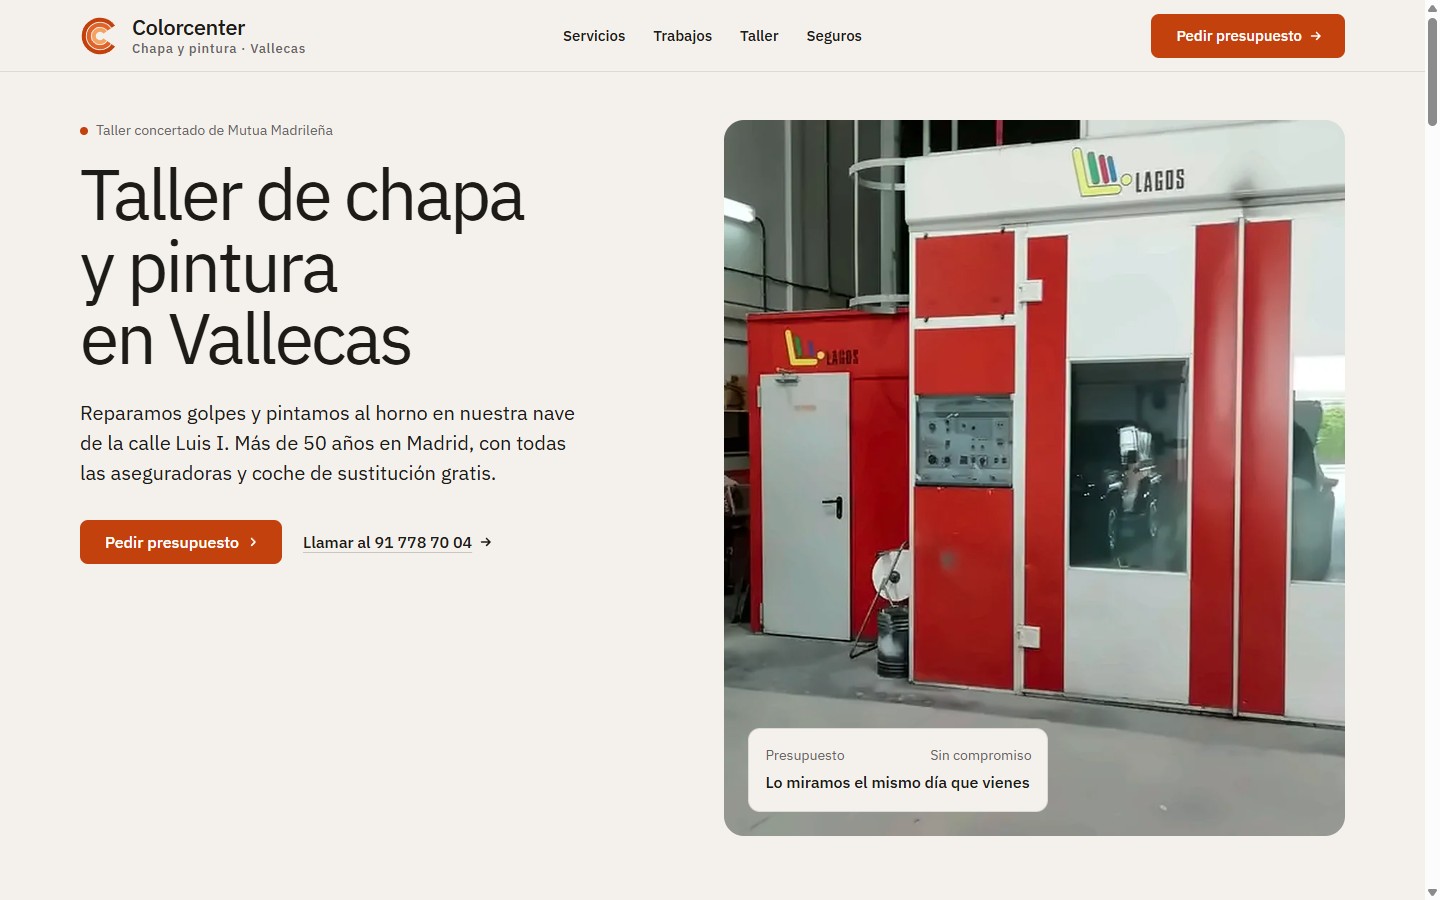 Colorcenter
Chapa y pintura · Vallecas
Servicios
Trabajos
Taller
Seguros
Pedir presupuesto →
Taller concertado de Mutua Madrileña
Taller de chapa
y pintura
en Vallecas
Reparamos golpes y pintamos al horno en nuestra nave
de la calle Luis I. Más de 50 años en Madrid, con todas
las aseguradoras y coche de sustitución gratis.
Pedir presupuesto ›
Llamar al 91 778 70 04 →
LAGOS
LAGOS
Presupuesto
Sin compromiso
Lo miramos el mismo día que vienes